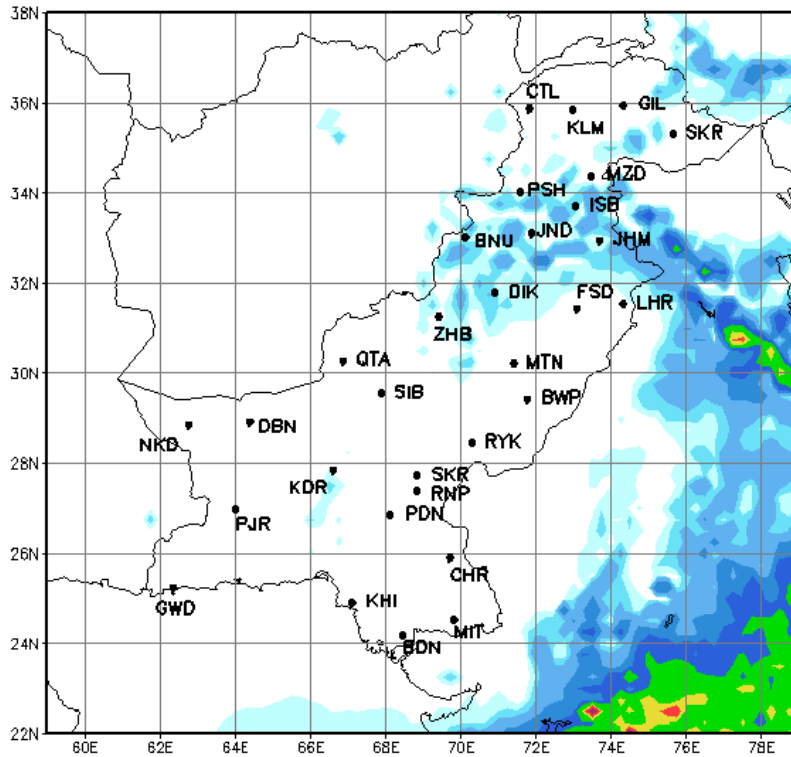 38N
CTL
GIL
36N
KLM
SKR
MZD
34N
PSH
ISB
JND
BNU
JHM
32N
DIK
FSD
LHR
ZHB
QTA
MTN
30N
SIB
BWP
DBN
NKD
RYK
28N
SKR
KDR
RNP
PDN
PJR
26N
CHR
KHI
GWD
MIT
24N
BDN
22N
60E 62E 64E 66E 68E 70E 72E 74E 76E 78E